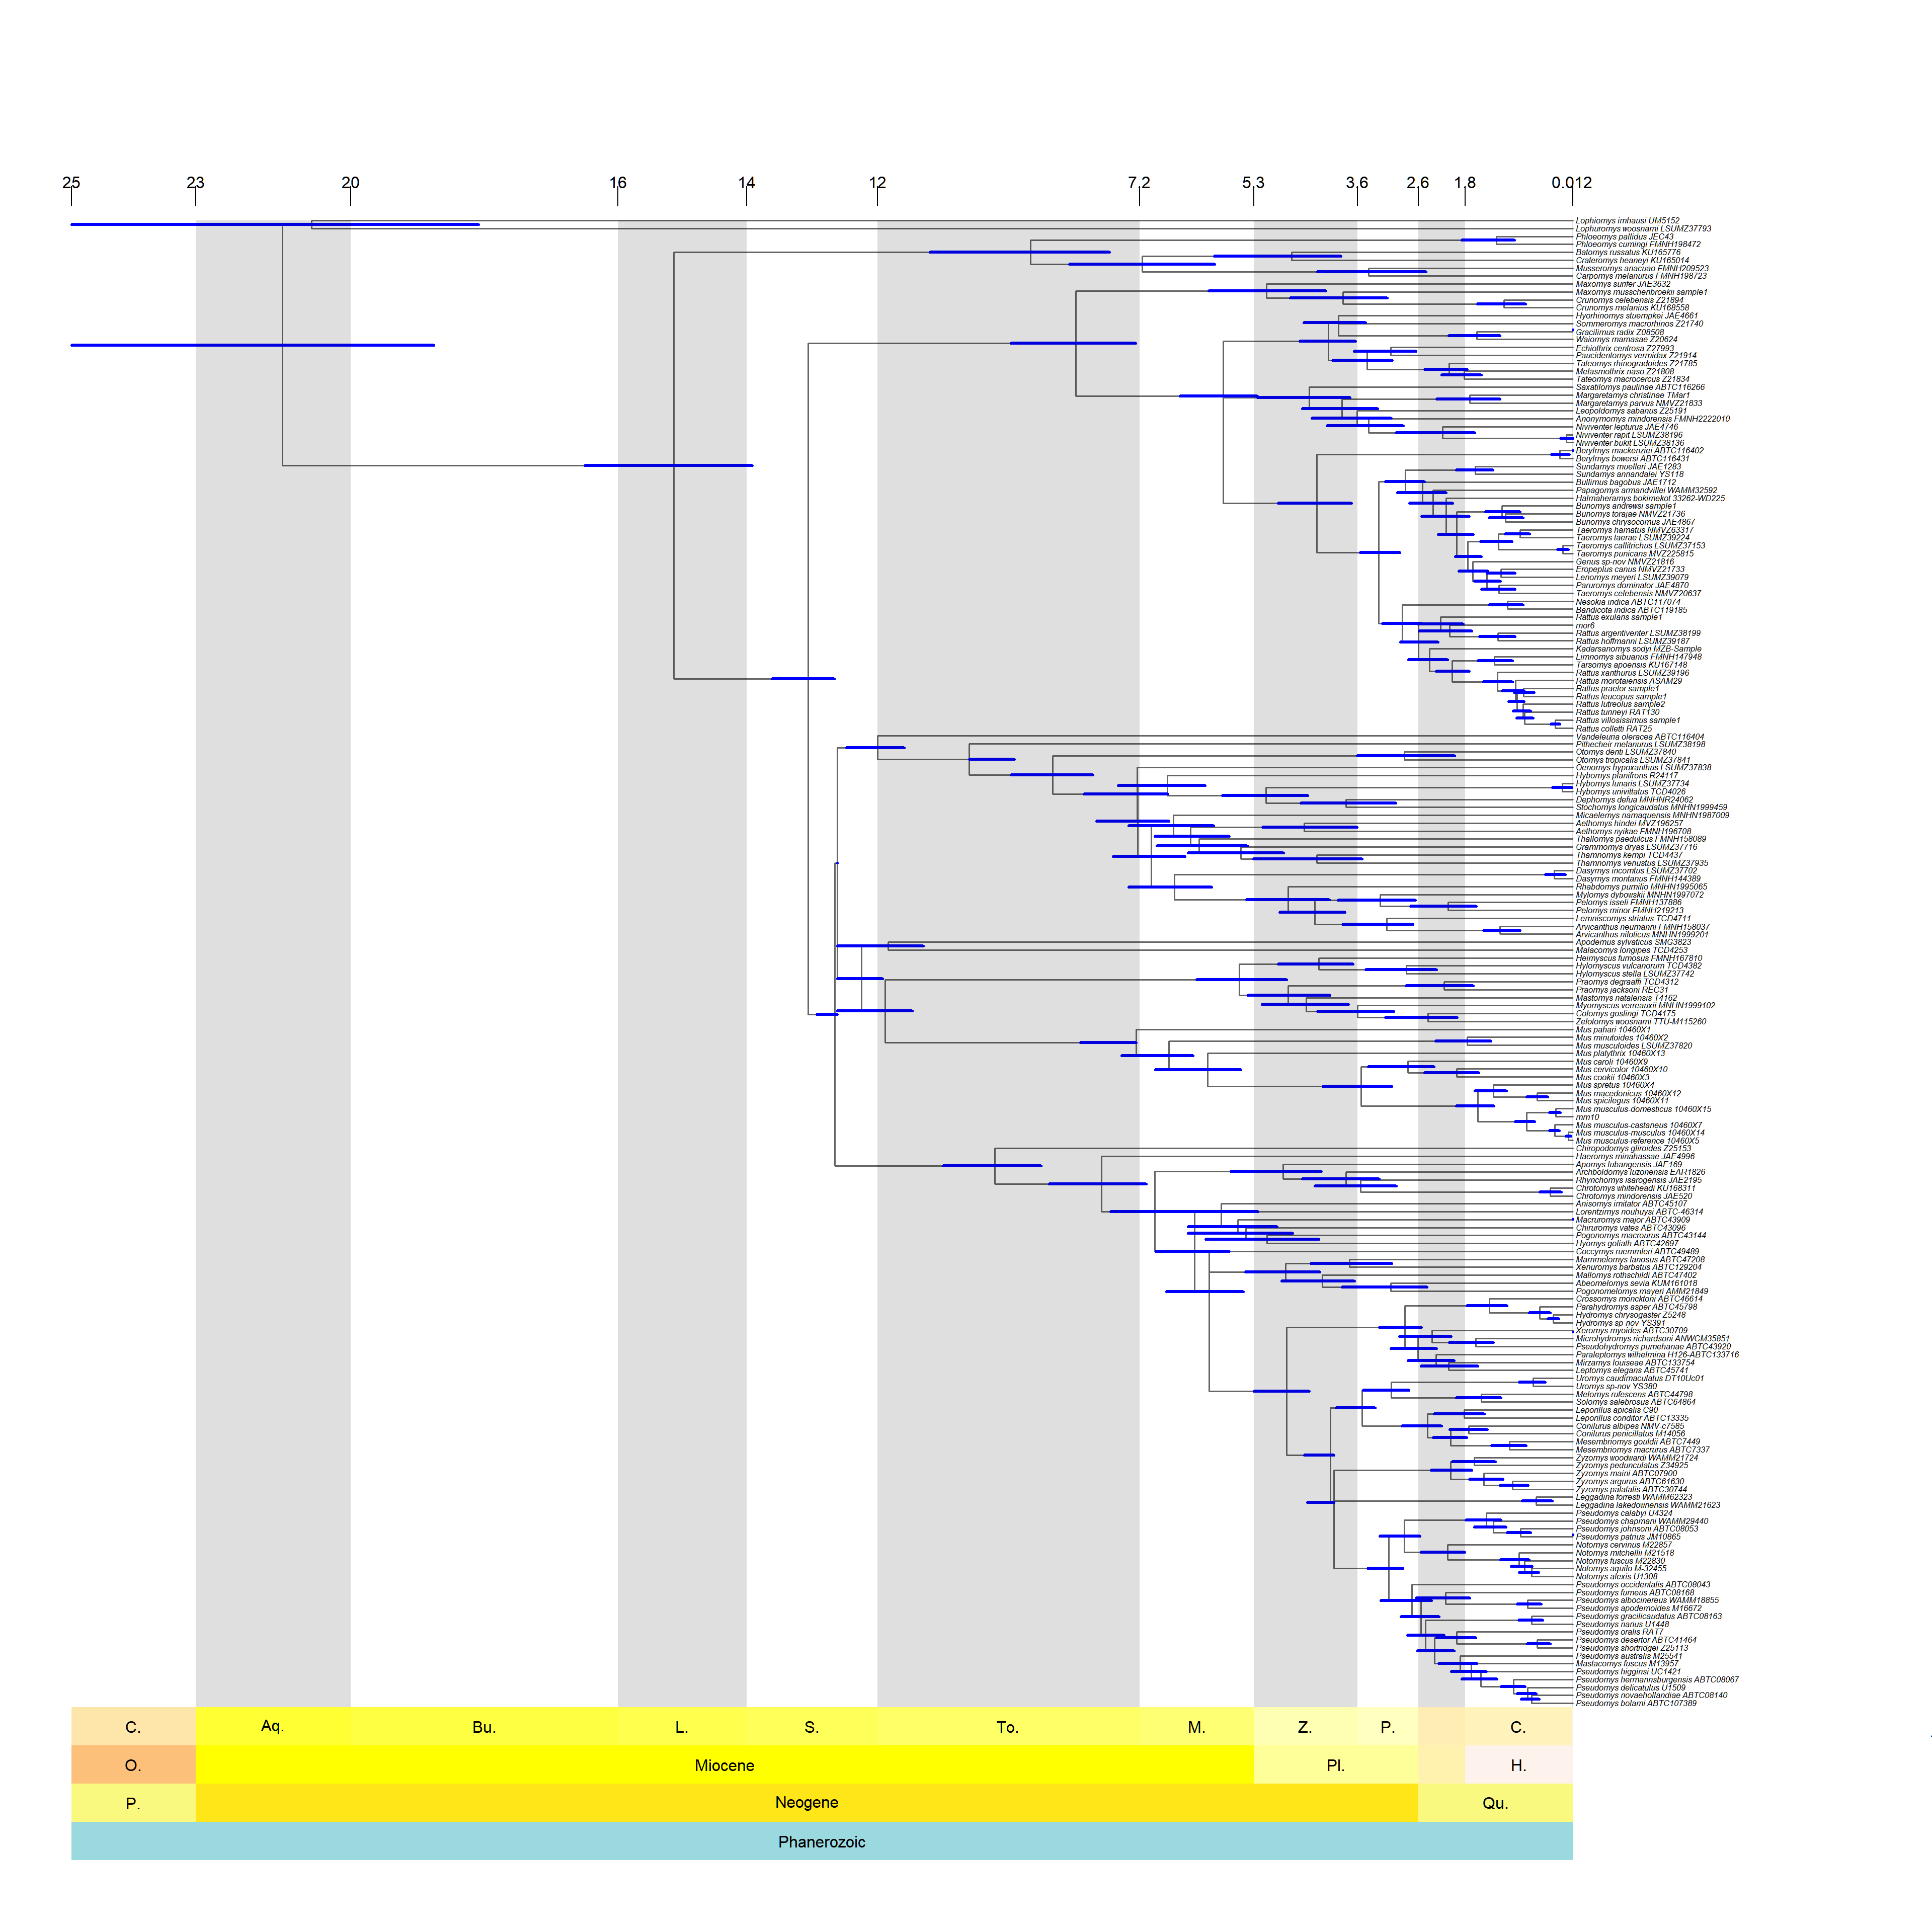 25 23 20 16 14 12 7.2 5.3 3.6 2.6 1.8 0.012
Lophiomys imhausi UM5152
Lophuromys woosnami LSUMZ37793
Phloeomys pallidus JEC43
Phloeomys cumingi FMNH198472
Batomys russatus KU165776
Crateromys heaneyi KU165014
Musseromys anacuao FMNH209523
Carpomys melanurus FMNH198723
Maxomys surifer JAE3632
Maxomys musschenbroekii sample1
Crunomys celebensis Z21894
Crunomys melanius KU168558
Hyorhinomys stuempkei JAE4661
Sommeromys macrorhinos Z21740
Gracilimus radix Z08508
Waiomys mamasae Z20624
Echiothrix centrosa Z27993
Paucidentomys vermidax Z21914
Tateomys rhinogradoides Z21785
Melasmothrix naso Z21808
Tateomys macrocercus Z21834
Saxatilomys paulinae ABTC116266
Margaretamys christinae TMar1
Margaretamys parvus NMVZ21833
Leopoldomys sabanus Z25191
Anonymomys mindorensis FMNH2222010
Niviventer lepturus JAE4746
Niviventer rapit LSUMZ38196
Niviventer bukit LSUMZ38136
Berylmys mackenziei ABTC116402
Berylmys bowersi ABTC116431
Sundamys muelleri JAE1283
Sundamys annandalei YS118
Bullimus bagobus JAE1712
Papagomys armandvillei WAMM32592
Halmaheramys bokimekot 33262-WD225
Bunomys andrewsi sample1
Bunomys torajae NMVZ21736
Bunomys chrysocomus JAE4867
Taeromys hamatus NMVZ63317
Taeromys taerae LSUMZ39224
Taeromys callitrichus LSUMZ37153
Taeromys punicans MVZ225815
Genus sp-nov NMVZ21816
Eropeplus canus NMVZ21733
Lenomys meyeri LSUMZ39079
Paruromys dominator JAE4870
Taeromys celebensis NMVZ20637
Nesokia indica ABTC117074
Bandicota indica ABTC119185
Rattus exulans sample1
rnor6
Rattus argentiventer LSUMZ38199
Rattus hoffmanni LSUMZ39187
Kadarsanomys sodyi MZB-Sample
Limnomys sibuanus FMNH147948
Tarsomys apoensis KU167148
Rattus xanthurus LSUMZ39196
Rattus morotaiensis ASAM29
Rattus praetor sample1
Rattus leucopus sample1
Rattus lutreolus sample2
Rattus tunneyi RAT130
Rattus villosissimus sample1
Rattus colletti RAT25
Vandeleuria oleracea ABTC116404
Pithecheir melanurus LSUMZ38198
Otomys denti LSUMZ37840
Otomys tropicalis LSUMZ37841
Oenomys hypoxanthus LSUMZ37838
Hybomys planifrons R24117
Hybomys lunaris LSUMZ37734
Hybomys univittatus TCD4026
Dephomys defua MNHNR24062
Stochomys longicaudatus MNHN1999459
Micaelemys namaquensis MNHN1987009
Aethomys hindei MVZ196257
Aethomys nyikae FMNH196708
Thallomys paedulcus FMNH158089
Grammomys dryas LSUMZ37716
Thamnomys kempi TCD4437
Thamnomys venustus LSUMZ37935
Dasymys incomtus LSUMZ37702
Dasymys montanus FMNH144389
Rhabdomys pumilio MNHN1995065
Mylomys dybowskii MNHN1997072
Pelomys isseli FMNH137886
Pelomys minor FMNH219213
Lemniscomys striatus TCD4711
Arvicanthus neumanni FMNH158037
Arvicanthus niloticus MNHN1999201
Apodemus sylvaticus SMG3823
Malacomys longipes TCD4253
Heimyscus fumosus FMNH167810
Hylomyscus vulcanorum TCD4382
Hylomyscus stella LSUMZ37742
Praomys degraaffi TCD4312
Praomys jacksoni REC31
Mastomys natalensis T4162
Myomyscus verreauxii MNHN1999102
Colomys goslingi TCD4175
Zelotomys woosnami TTU-M115260
Mus pahari 10460X1
Mus minutoides 10460X2
Mus musculoides LSUMZ37820
Mus platythrix 10460X13
Mus caroli 10460X9
Mus cervicolor 10460X10
Mus cookii 10460X3
Mus spretus 10460X4
Mus macedonicus 10460X12
Mus spicilegus 10460X11
Mus musculus-domesticus 10460X15
mm10
Mus musculus-castaneus 10460X7
Mus musculus-musculus 10460X14
Mus musculus-reference 10460X5
Chiropodomys gliroides Z25153
Haeromys minahassae JAE4996
Apomys lubangensis JAE169
Archboldomys luzonensis EAR1826
Rhynchomys isarogensis JAE2195
Chrotomys whiteheadi KU168311
Chrotomys mindorensis JAE520
Anisomys imitator ABTC45107
Lorentzimys nouhuysi ABTC-46314
Macruromys major ABTC43909
Chiruromys vates ABTC43096
Pogonomys macrourus ABTC43144
Hyomys goliath ABTC42697
Coccymys ruemmleri ABTC49489
Mammelomys lanosus ABTC47208
Xenuromys barbatus ABTC129204
Mallomys rothschildi ABTC47402
Abeomelomys sevia KUM161018
Pogonomelomys mayeri AMM21849
Crossomys moncktoni ABTC46614
Parahydromys asper ABTC45798
Hydromys chrysogaster Z5248
Hydromys sp-nov YS391
Xeromys myoides ABTC30709
Microhydromys richardsoni ANWCM35851
Pseudohydromys pumehanae ABTC43920
Paraleptomys wilhelmina H126-ABTC133716
Mirzamys louiseae ABTC133754
Leptomys elegans ABTC45741
Uromys caudimaculatus DT10Uc01
Uromys sp-nov YS380
Melomys rufescens ABTC44798
Solomys salebrosus ABTC64864
Leporillus apicalis C90
Leporillus conditor ABTC13335
Conilurus albipes NMV-c7585
Conilurus penicillatus M14056
Mesembriomys gouldii ABTC7449
Mesembriomys macrurus ABTC7337
Zyzomys woodwardi WAMM21724
Zyzomys pedunculatus Z34925
Zyzomys maini ABTC07900
Zyzomys argurus ABTC61630
Zyzomys palatalis ABTC30744
Leggadina forresti WAMM62323
Leggadina lakedownensis WAMM21623
Pseudomys calabyi U4324
Pseudomys chapmani WAMM29440
Pseudomys johnsoni ABTC08053
Pseudomys patrius JM10865
Notomys cervinus M22857
Notomys mitchellii M21518
Notomys fuscus M22830
Notomys aquilo M-32455
Notomys alexis U1308
Pseudomys occidentalis ABTC08043
Pseudomys fumeus ABTC08168
Pseudomys albocinereus WAMM18855
Pseudomys apodemoides M16672
Pseudomys gracilicaudatus ABTC08163
Pseudomys nanus U1448
Pseudomys oralis RAT7
Pseudomys desertor ABTC41464
Pseudomys shortridgei Z25113
Pseudomys australis M25541
Mastacomys fuscus M13957
Pseudomys higginsi UC1421
Pseudomys hermannsburgensis ABTC08067
Pseudomys delicatulus U1509
Pseudomys novaehollandiae ABTC08140
Pseudomys bolami ABTC107389
C. Aq. Bu. L. S. To. M. Z. P. C.
O. Miocene Pl. H.
P. Neogene Qu.
Phanerozoic